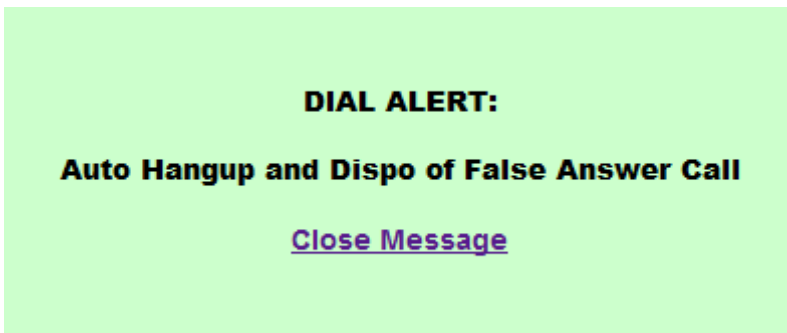 DIAL ALERT:
Auto Hangup and Dispo of False Answer Call
Close Message